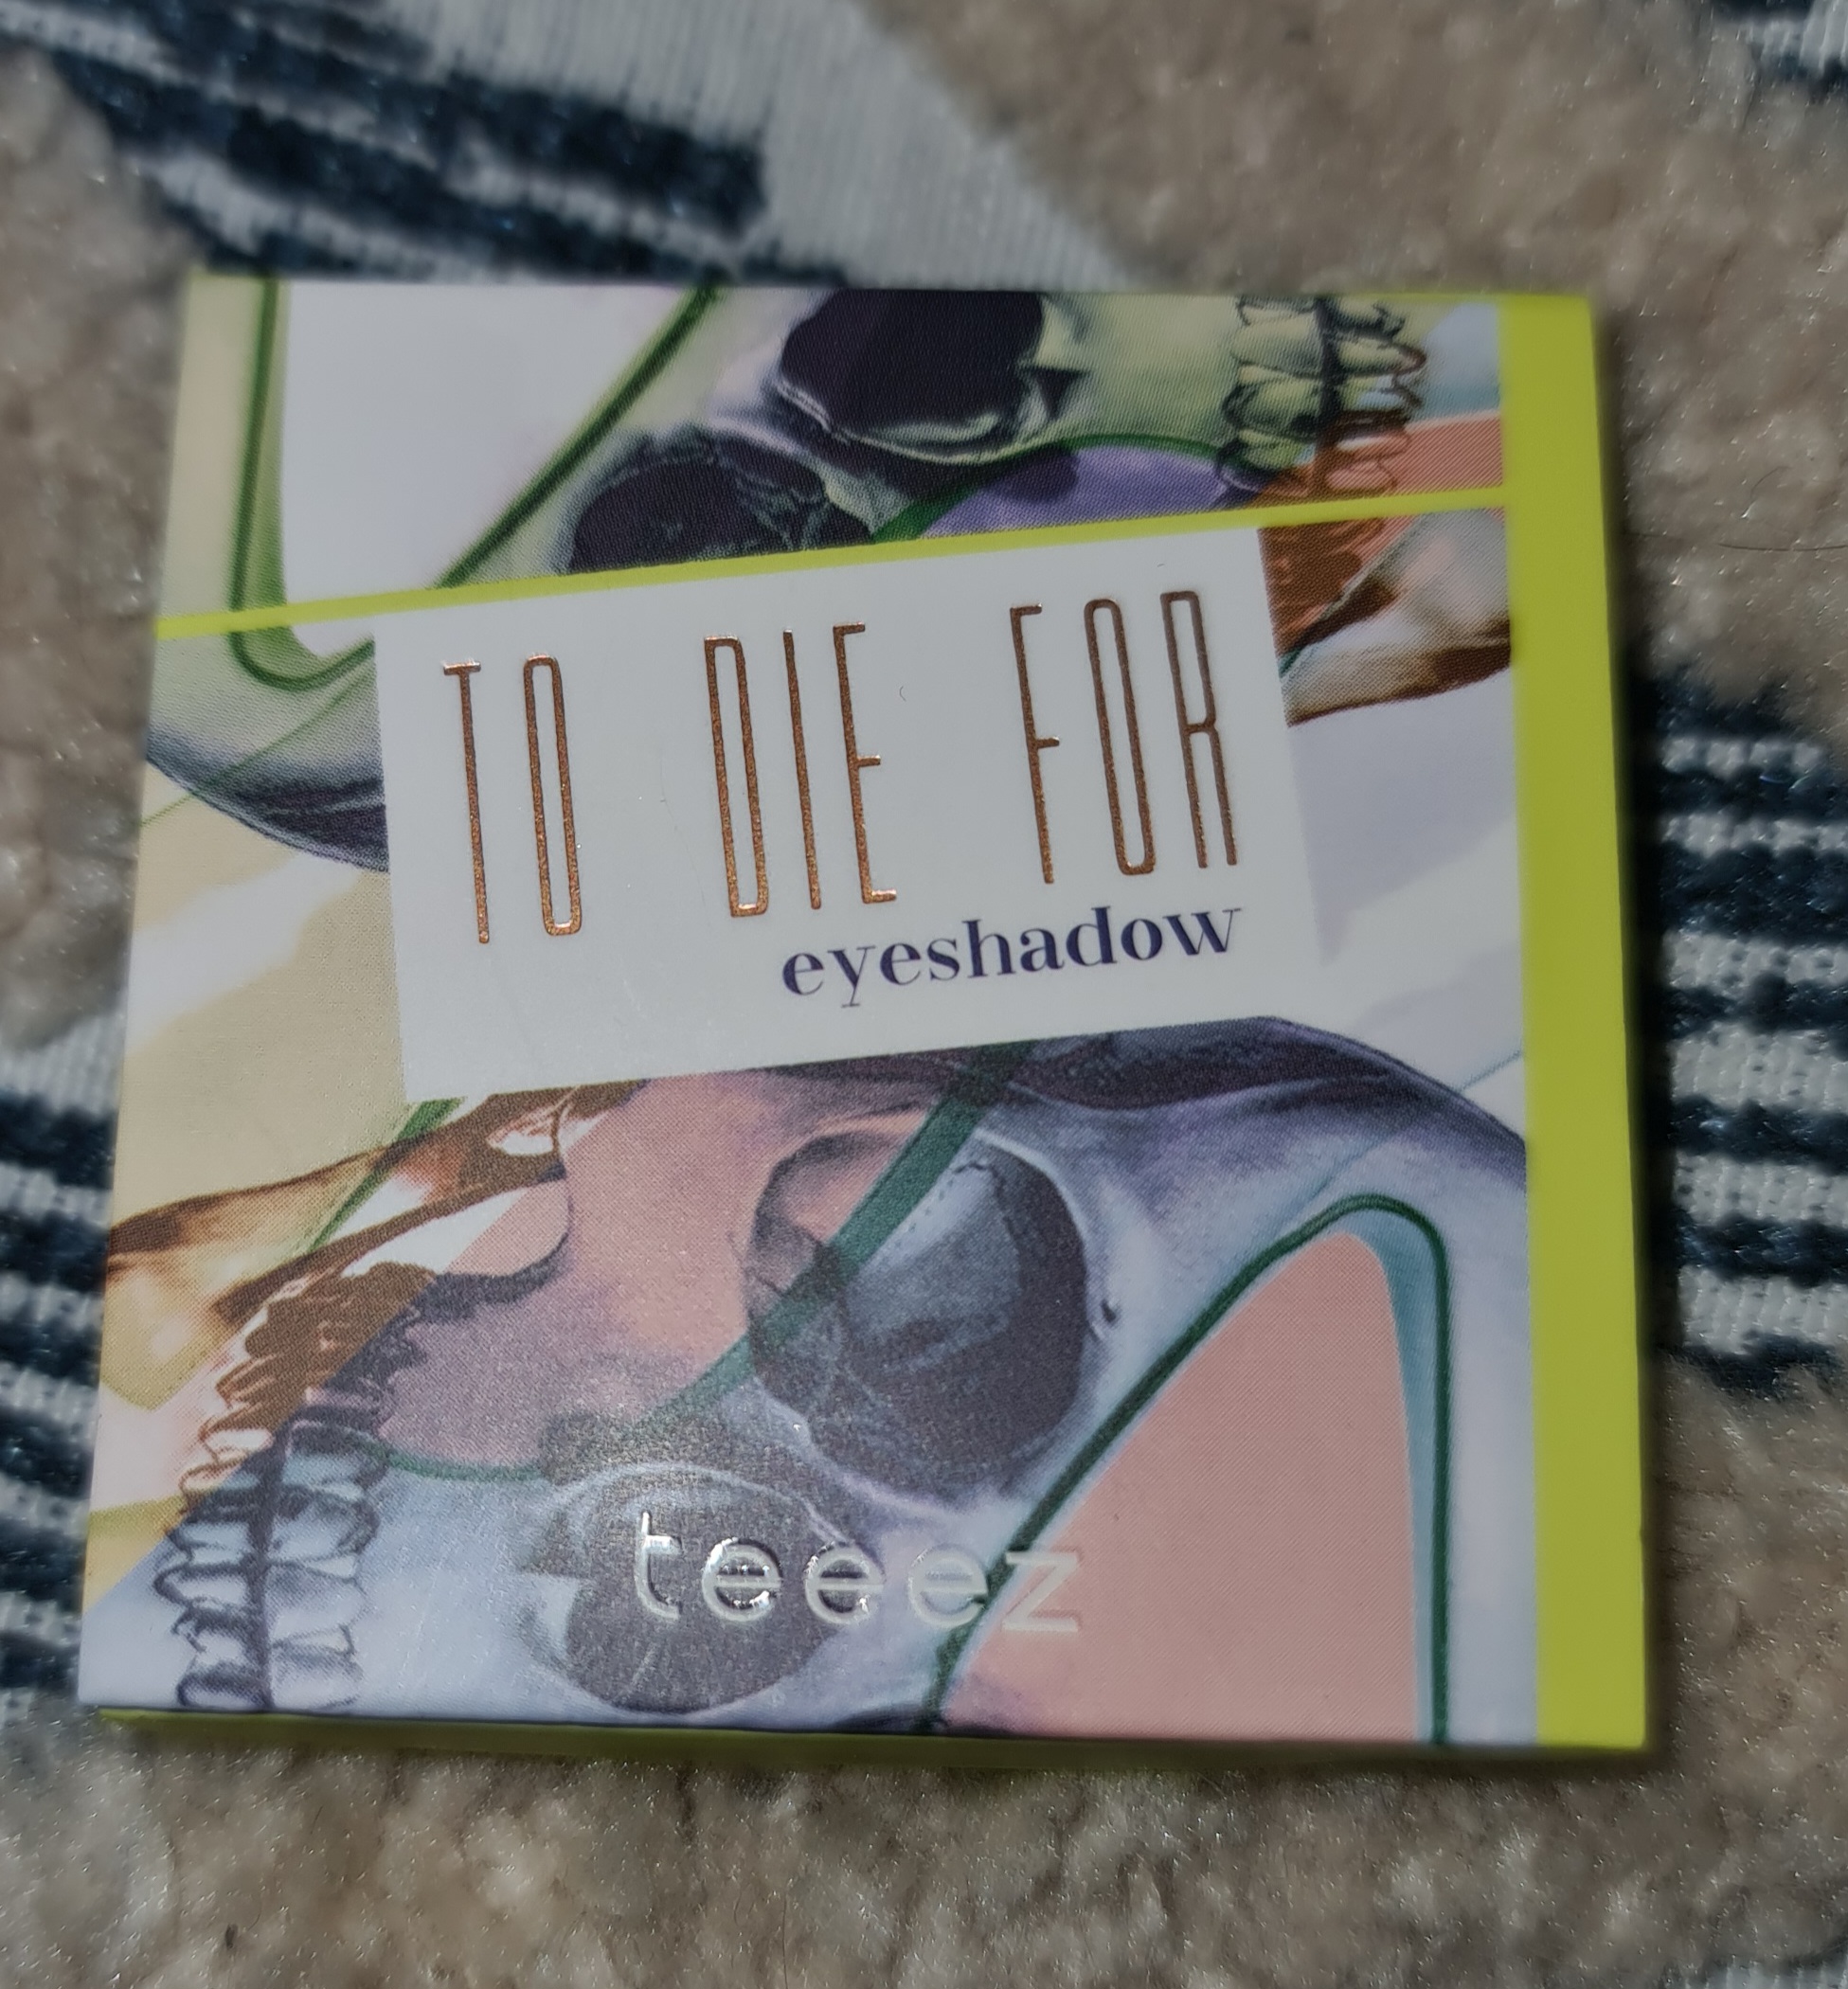 TO DIE FOR
eyeshadow
teeez